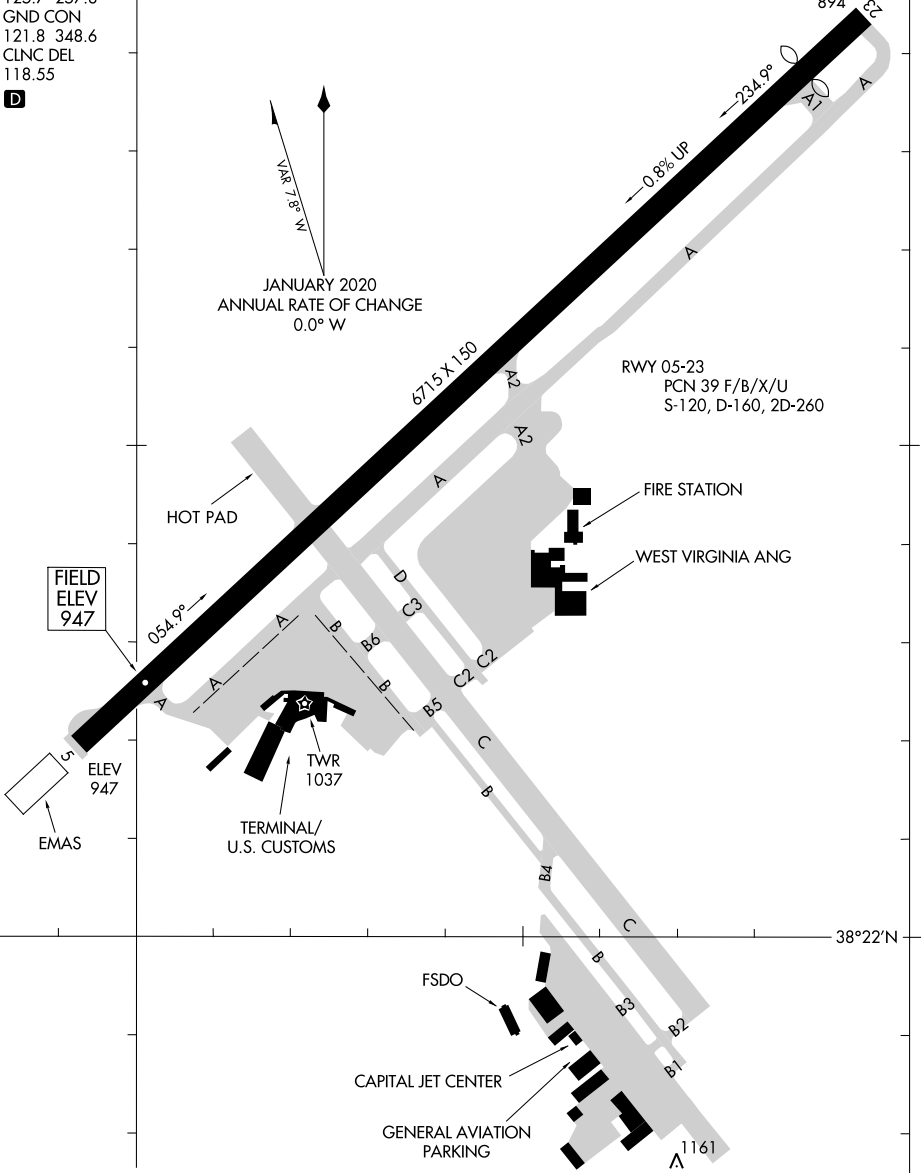 GND CON
121.8 348.6
CLNC DEL
118.55
D
894
23
A
A1
234.9°
0.8% UP
VAR 7.8° W
A
JANUARY 2020
ANNUAL RATE OF CHANGE
0.0° W
6715 X 150
RWY 05-23
PCN 39 F/B/X/U
S-120, D-160, 2D-260
A2
A2
A
HOT PAD
FIRE STATION
WEST VIRGINIA ANG
FIELD
ELEV
947
054.9°
D
C3
A
B
B6
C2
C2
A
B
A
B5
C
5
ELEV
947
TWR
1037
B
EMAS
TERMINAL/
U.S. CUSTOMS
B4
C
38°22'N
B
FSDO
B3
B2
B1
CAPITAL JET CENTER
GENERAL AVIATION
PARKING
1161